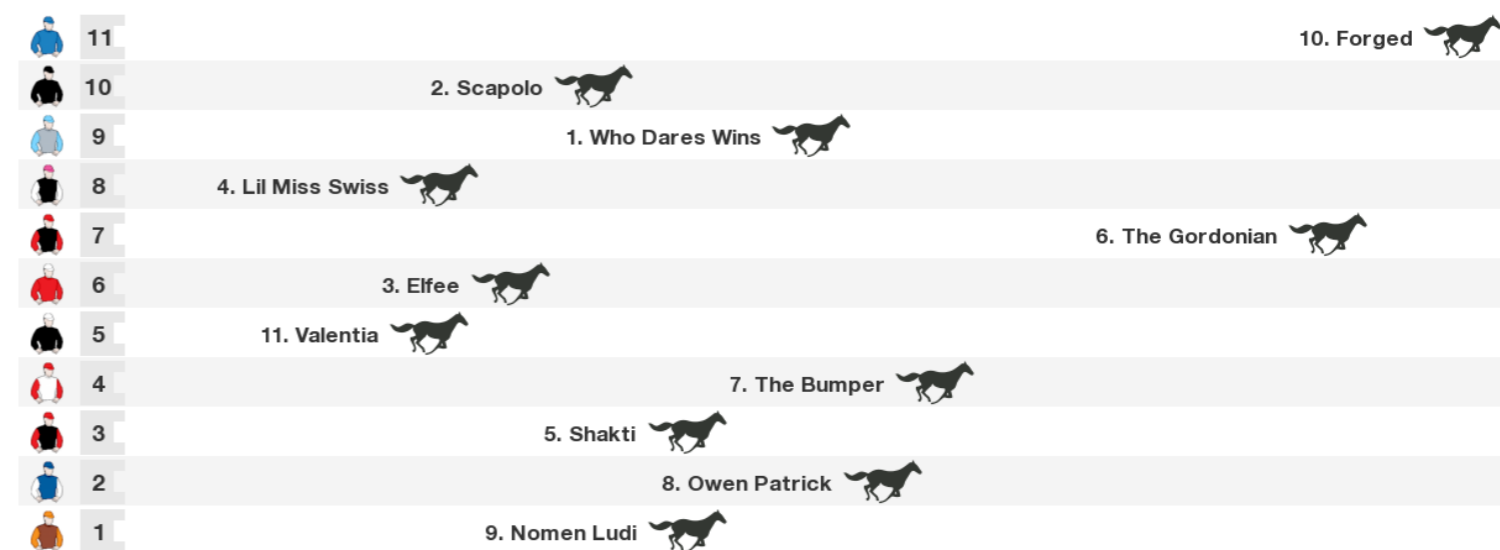 11 10. Forged
10 2. Scapolo
9 1. Who Dares Wins
8 4. Lil Miss Swiss
7 6. The Gordonian
6 3. Elfee
5 11. Valentia
4 7. The Bumper
3 5. Shakti
2 8. Owen Patrick
1 9. Nomen Ludi